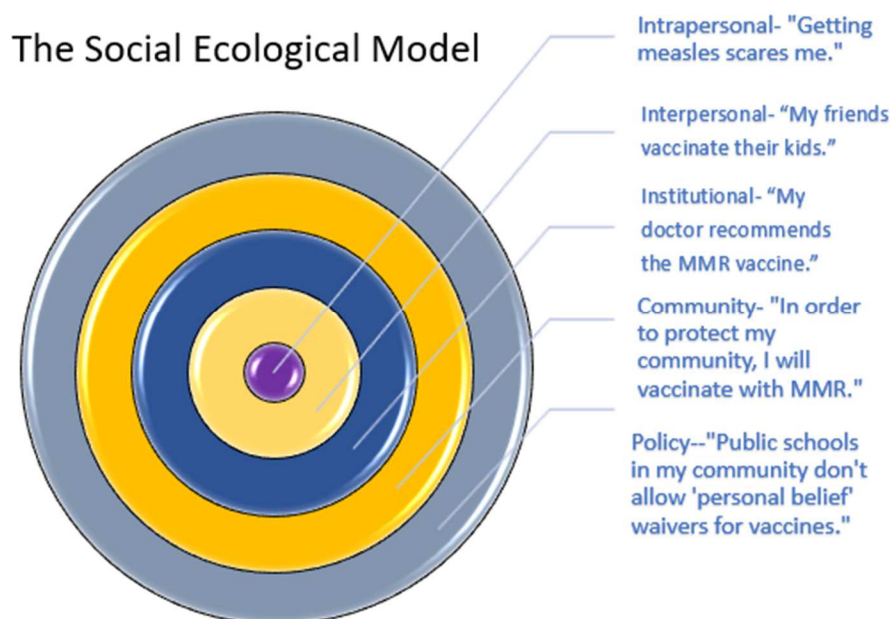 The Social Ecological Model
Intrapersonal- "Getting
measles scares me."
Interpersonal- “My friends
vaccinate their kids.”
Institutional- “My
doctor recommends
the MMR vaccine.”
Community- "In order
to protect my
community, I will
vaccinate with MMR."
Policy--"Public schools
in my community don't
allow 'personal belief'
waivers for vaccines."